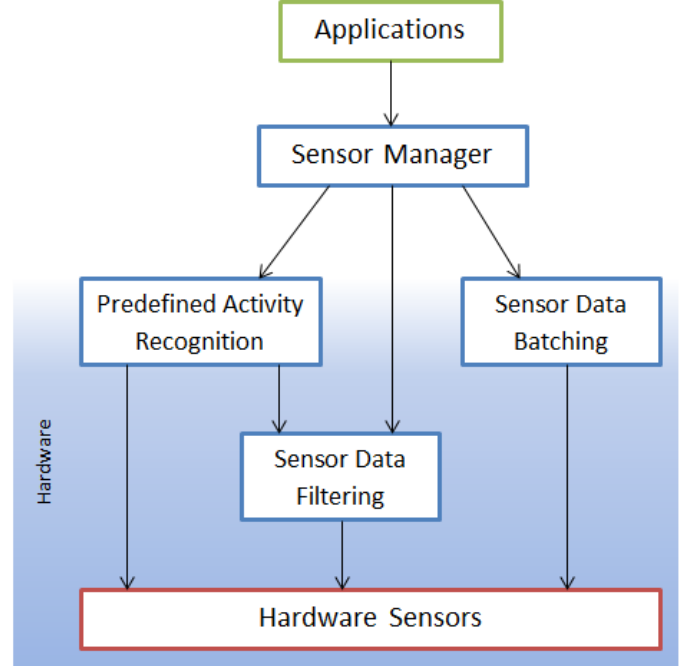 Applications
Sensor Manager
Predefined Activity
Recognition
Sensor Data
Batching
Hardware
Sensor Data
Filtering
Hardware Sensors